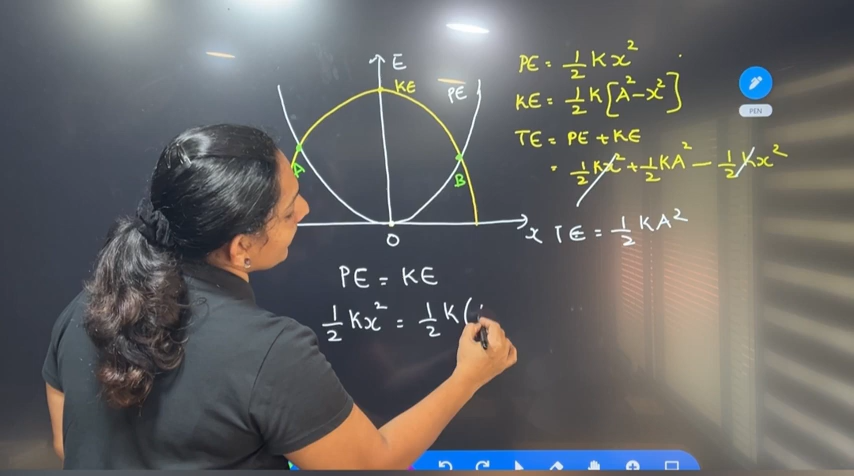 E
KE
PE
A
B
O
x
PE = 1/2 Kx²
KE = 1/2 K[A² - x²]
TE = PE + KE
= 1/2 Kx² + 1/2 KA² - 1/2 Kx²
TE = 1/2 KA²
PE = KE
1/2 Kx² = 1/2 K(
PEN